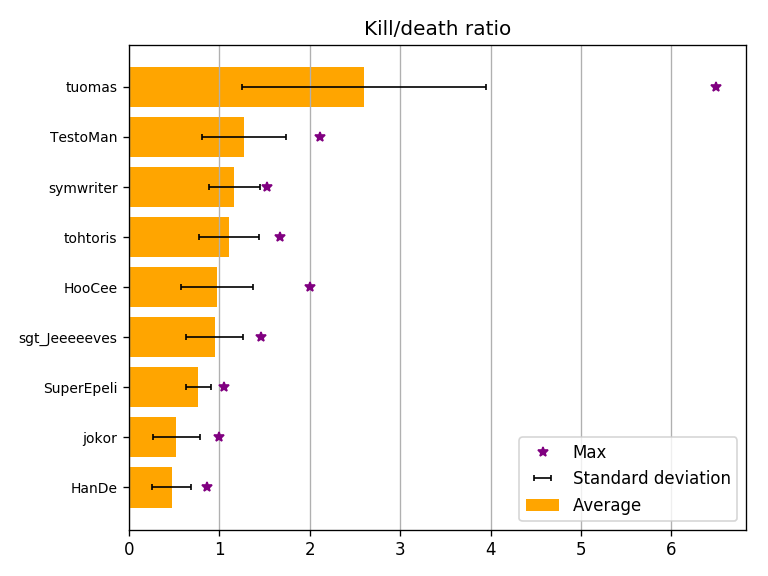 Kill/death ratio
tuomas
TestoMan
symwriter
tohtoris
HooCee
sgt_Jeeeeeves
SuperEpeli
jokor
HanDe
Max
Standard deviation
Average
0 1 2 3 4 5 6